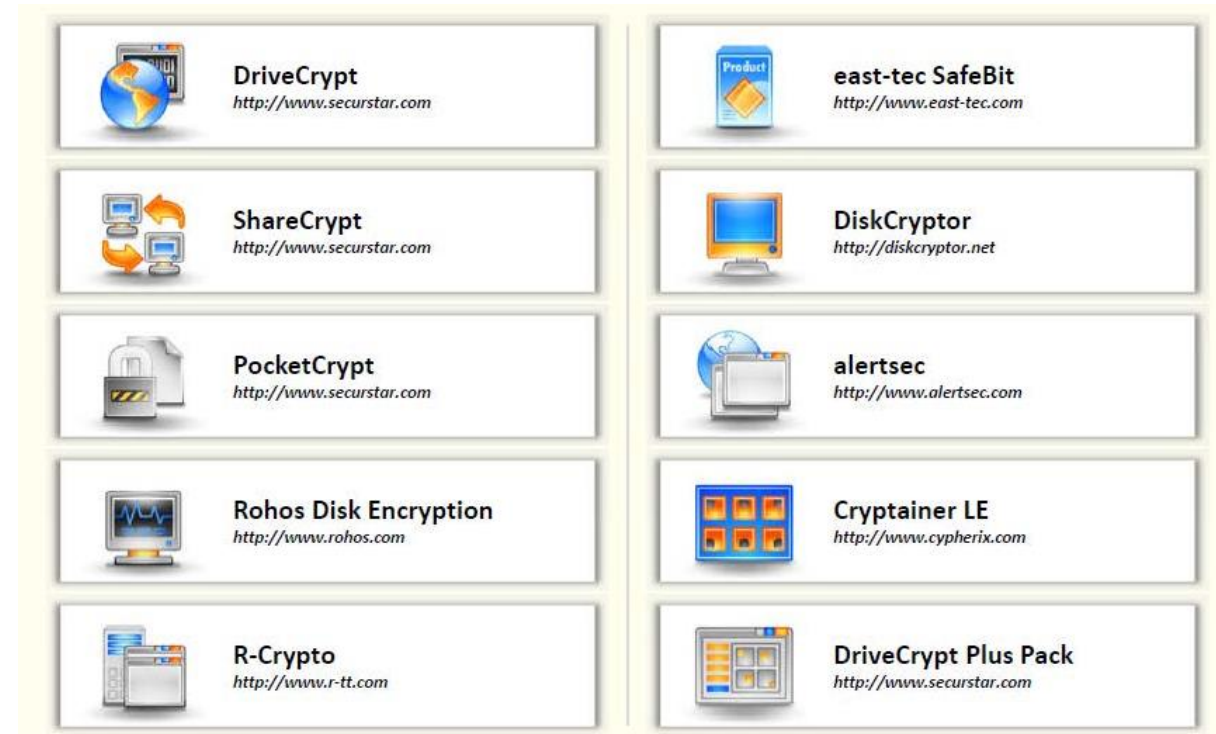 DriveCrypt
http://www.securstar.com
ShareCrypt
http://www.securstar.com
PocketCrypt
http://www.securstar.com
Rohos Disk Encryption
http://www.rohos.com
R-Crypto
http://www.r-tt.com
Product
east-tec SafeBit
http://www.east-tec.com
DiskCryptor
http://diskcryptor.net
alertsec
http://www.alertsec.com
Cryptainer LE
http://www.cypherix.com
DriveCrypt Plus Pack
http://www.securstar.com